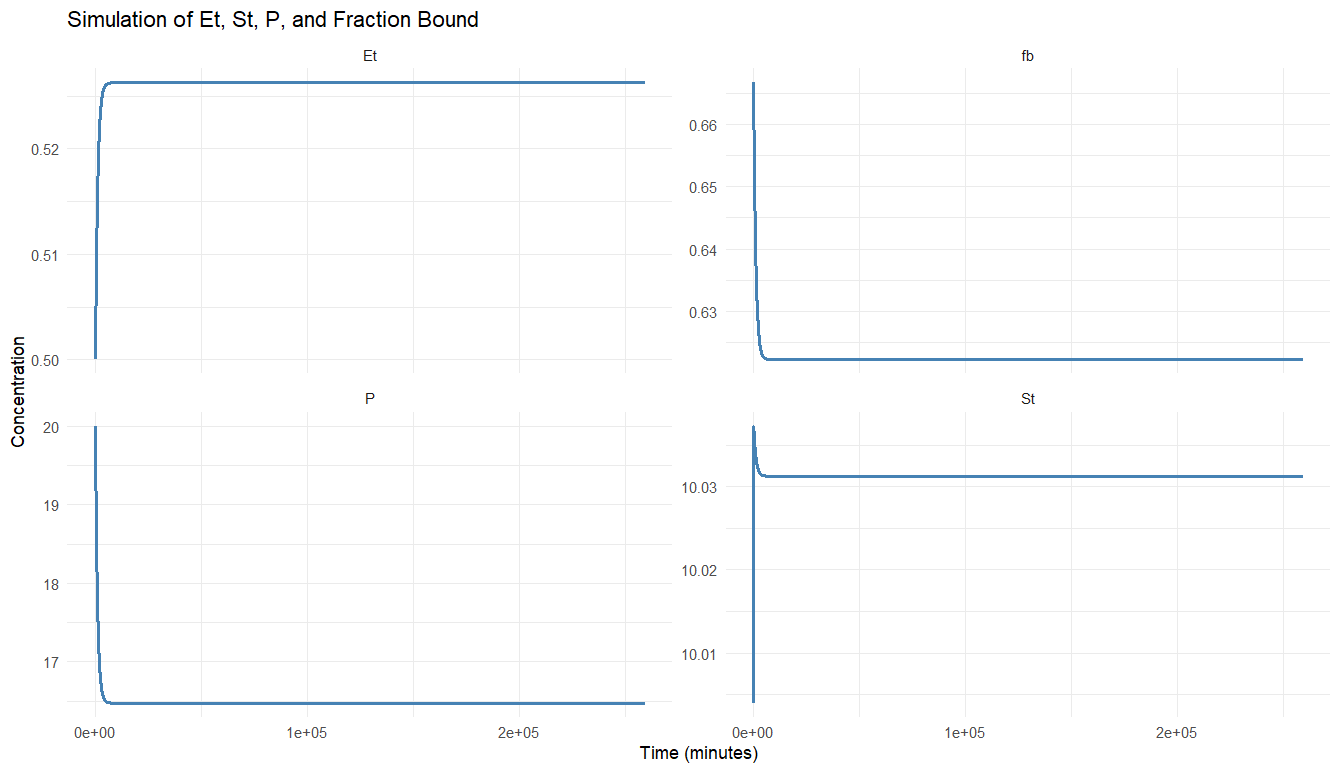 Simulation of Et, St, P, and Fraction Bound
Et
fb
0.52
0.51
0.50
0.66
0.65
0.64
0.63
Concentration
P
St
20
19
18
17
10.03
10.02
10.01
0e+00 1e+05 2e+05
0e+00 1e+05 2e+05
Time (minutes)